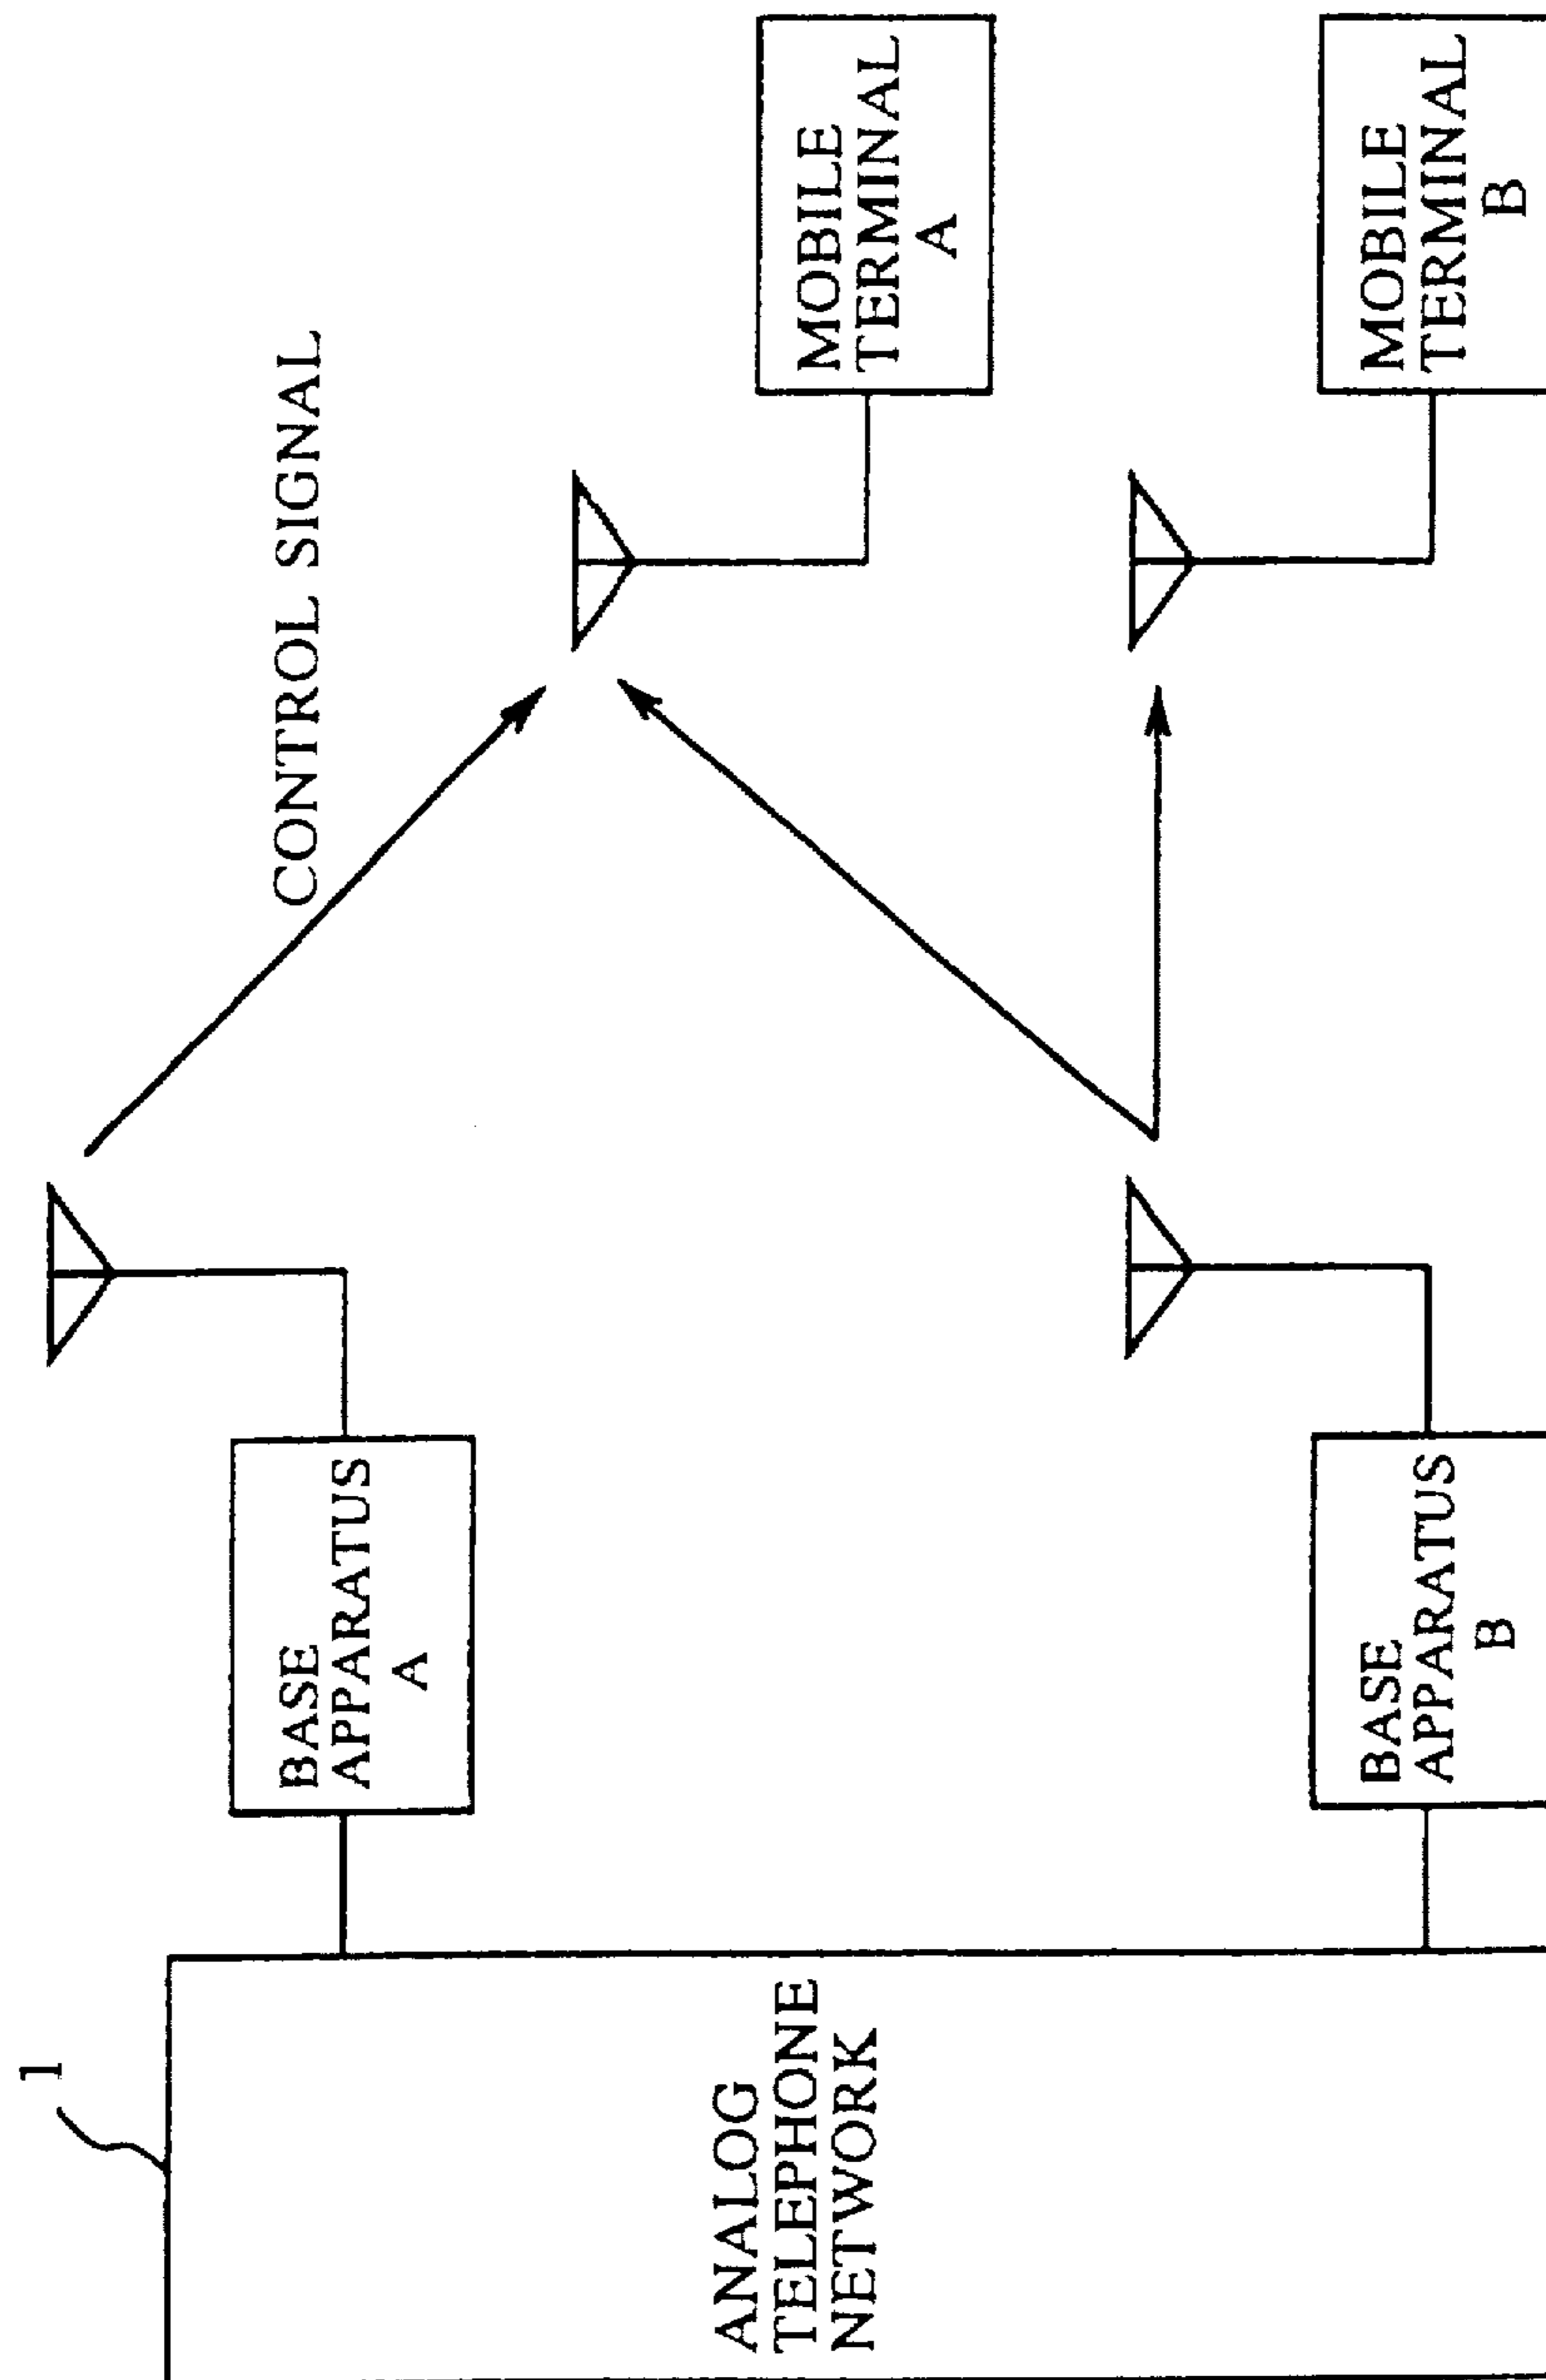 1
ANALOG
TELEPHONE
NETWORK
BASE
APPARATUS
A
BASE
APPARATUS
B
CONTROL SIGNAL
MOBILE
TERMINAL
A
MOBILE
TERMINAL
B